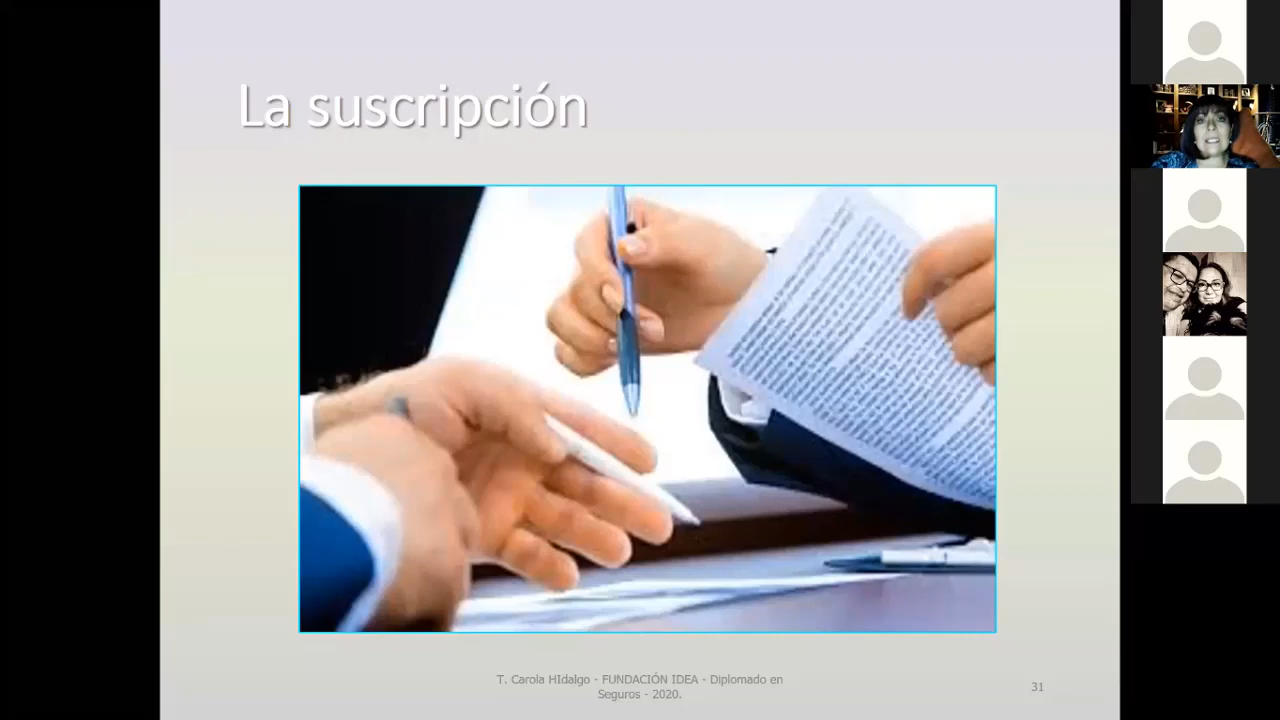 La suscripción
T. Carola HIdalgo - FUNDACIÓN IDEA - Diplomado en
Seguros - 2020.
31